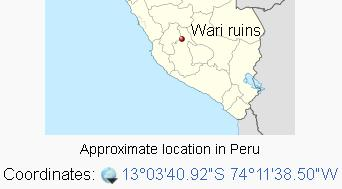 Wari ruins
Approximate location in Peru
Coordinates: 13°03′40.92″S 74°11′38.50″W